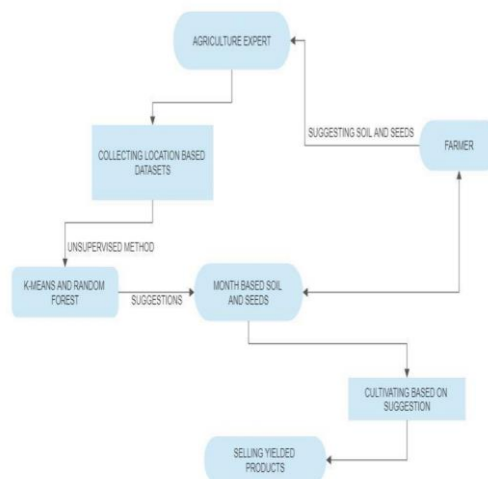 AGRICULTURE EXPERT
SUGGESTING SOIL AND SEEDS
FARMER
COLLECTING LOCATION BASED
DATASETS
UNSUPERVISED METHOD
K-MEANS AND RANDOM
FOREST
SUGGESTIONS
MONTH BASED SOIL
AND SEEDS
CULTIVATING BASED ON
SUGGESTION
SELLING YIELDED
PRODUCTS